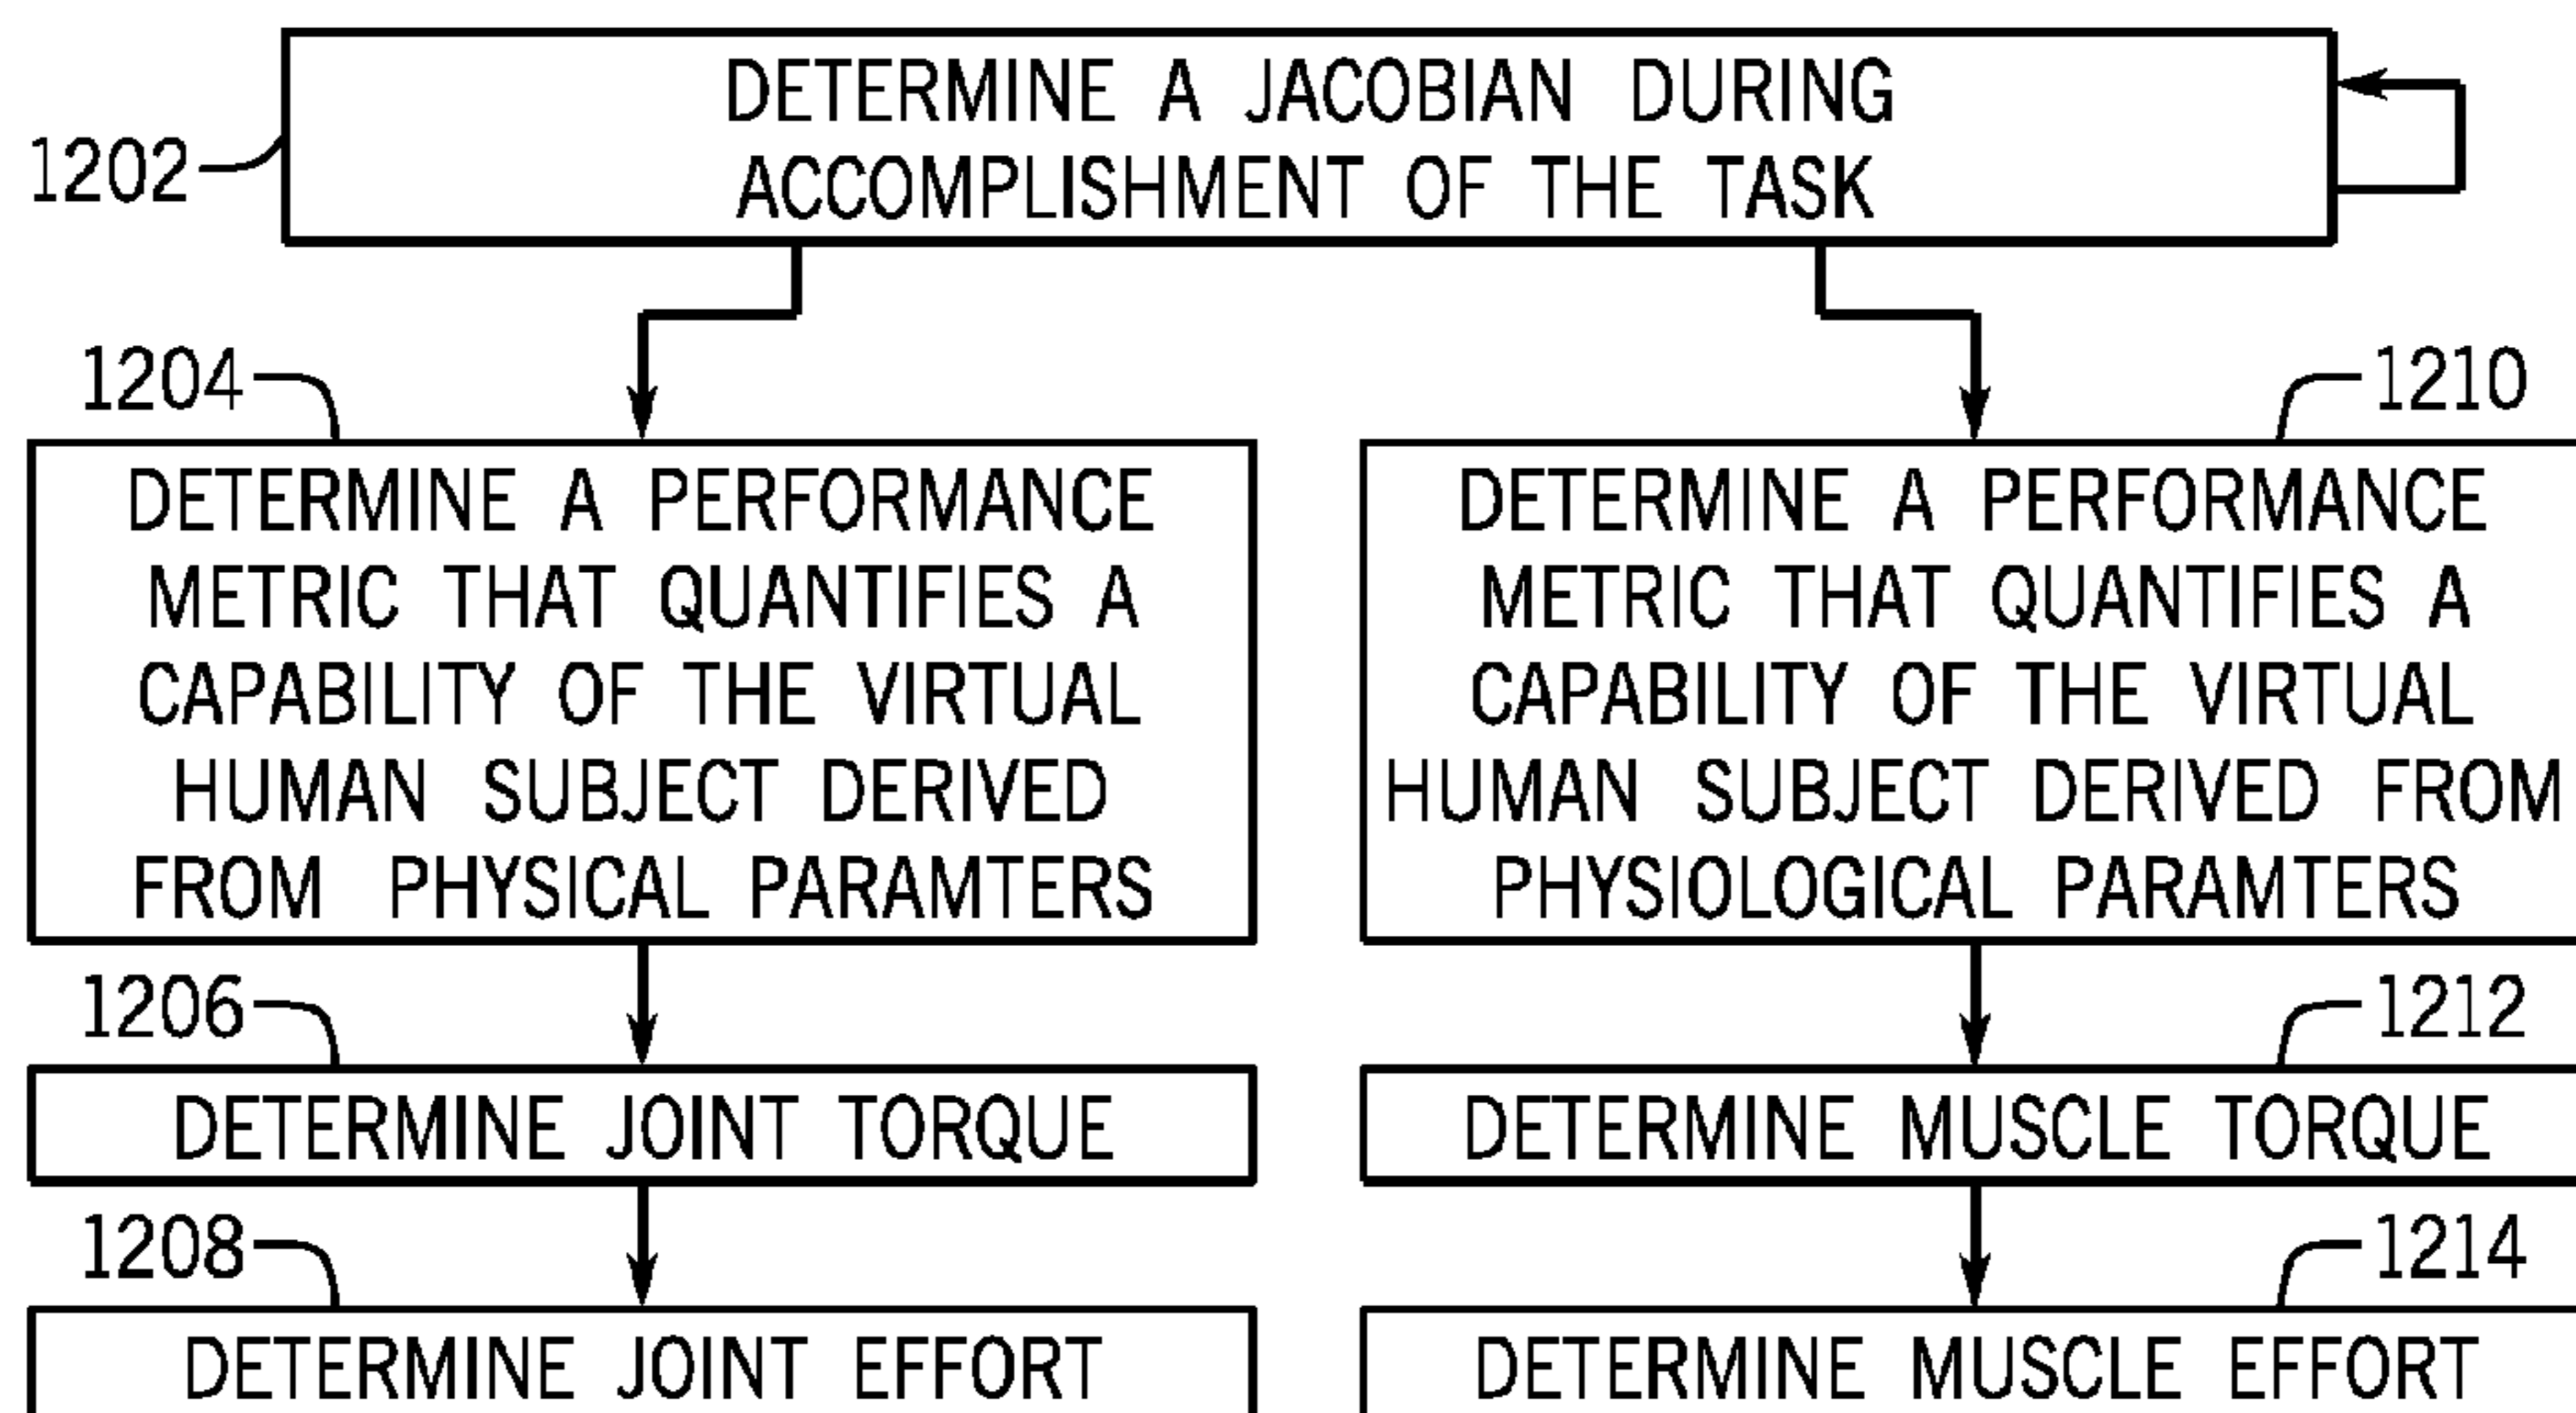 DETERMINE A JACOBIAN DURING
ACCOMPLISHMENT OF THE TASK
1202
1204
DETERMINE A PERFORMANCE
METRIC THAT QUANTIFIES A
CAPABILITY OF THE VIRTUAL
HUMAN SUBJECT DERIVED
FROM PHYSICAL PARAMTERS
1206
DETERMINE JOINT TORQUE
1208
DETERMINE JOINT EFFORT
1210
DETERMINE A PERFORMANCE
METRIC THAT QUANTIFIES A
CAPABILITY OF THE VIRTUAL
HUMAN SUBJECT DERIVED FROM
PHYSIOLOGICAL PARAMTERS
1212
DETERMINE MUSCLE TORQUE
1214
DETERMINE MUSCLE EFFORT